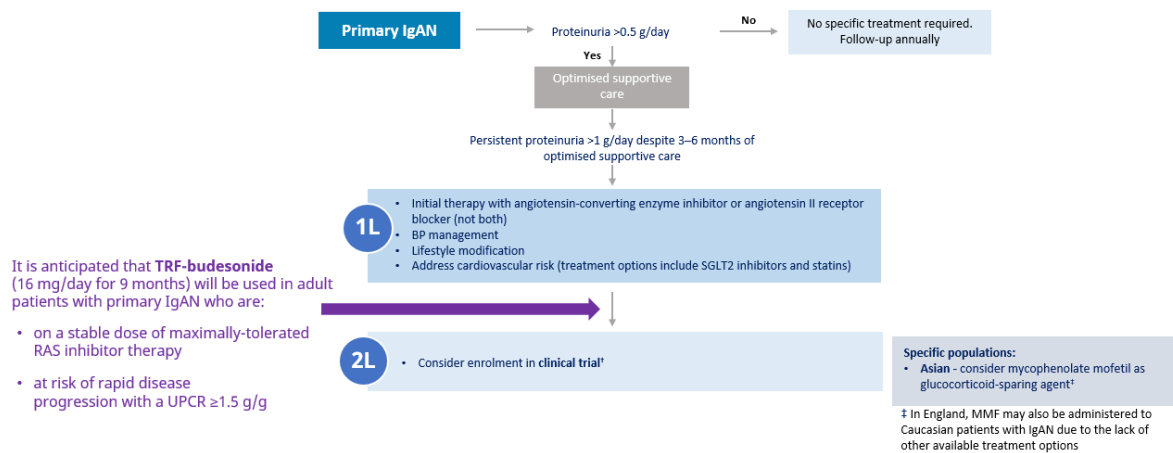 Primary IgAN
Proteinuria >0.5 g/day
No
No specific treatment required.
Follow-up annually
Yes
Optimised supportive
care
Persistent proteinuria >1 g/day despite 3–6 months of
optimised supportive care
1L
• Initial therapy with angiotensin-converting enzyme inhibitor or angiotensin II receptor
blocker (not both)
• BP management
• Lifestyle modification
• Address cardiovascular risk (treatment options include SGLT2 inhibitors and statins)
It is anticipated that TRF-budesonide
(16 mg/day for 9 months) will be used in adult
patients with primary IgAN who are:
• on a stable dose of maximally-tolerated
RAS inhibitor therapy
• at risk of rapid disease
progression with a UPCR ≥1.5 g/g
2L
• Consider enrolment in clinical trial†
Specific populations:
• Asian - consider mycophenolate mofetil as
glucocorticoid-sparing agent‡
‡ In England, MMF may also be administered to
Caucasian patients with IgAN due to the lack of
other available treatment options